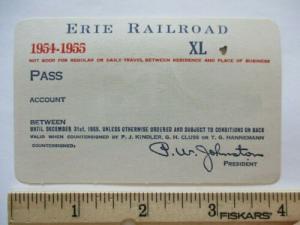 ERIE RAILROAD
1954-1955 XL
NOT GOOD FOR REGULAR OR DAILY TRAVEL BETWEEN RESIDENCE AND PLACE OF BUSINESS
PASS
ACCOUNT
BETWEEN
UNTIL DECEMBER 31ST, 1955, UNLESS OTHERWISE ORDERED AND SUBJECT TO CONDITIONS ON BACK
VALID WHEN COUNTERSIGNED BY P. J. KINDLER, G. H. CLUSS OR T. G. HANNEMANN
COUNTERSIGNED
P. W. Johnston
PRESIDENT
1 2 3 4
FISKARS